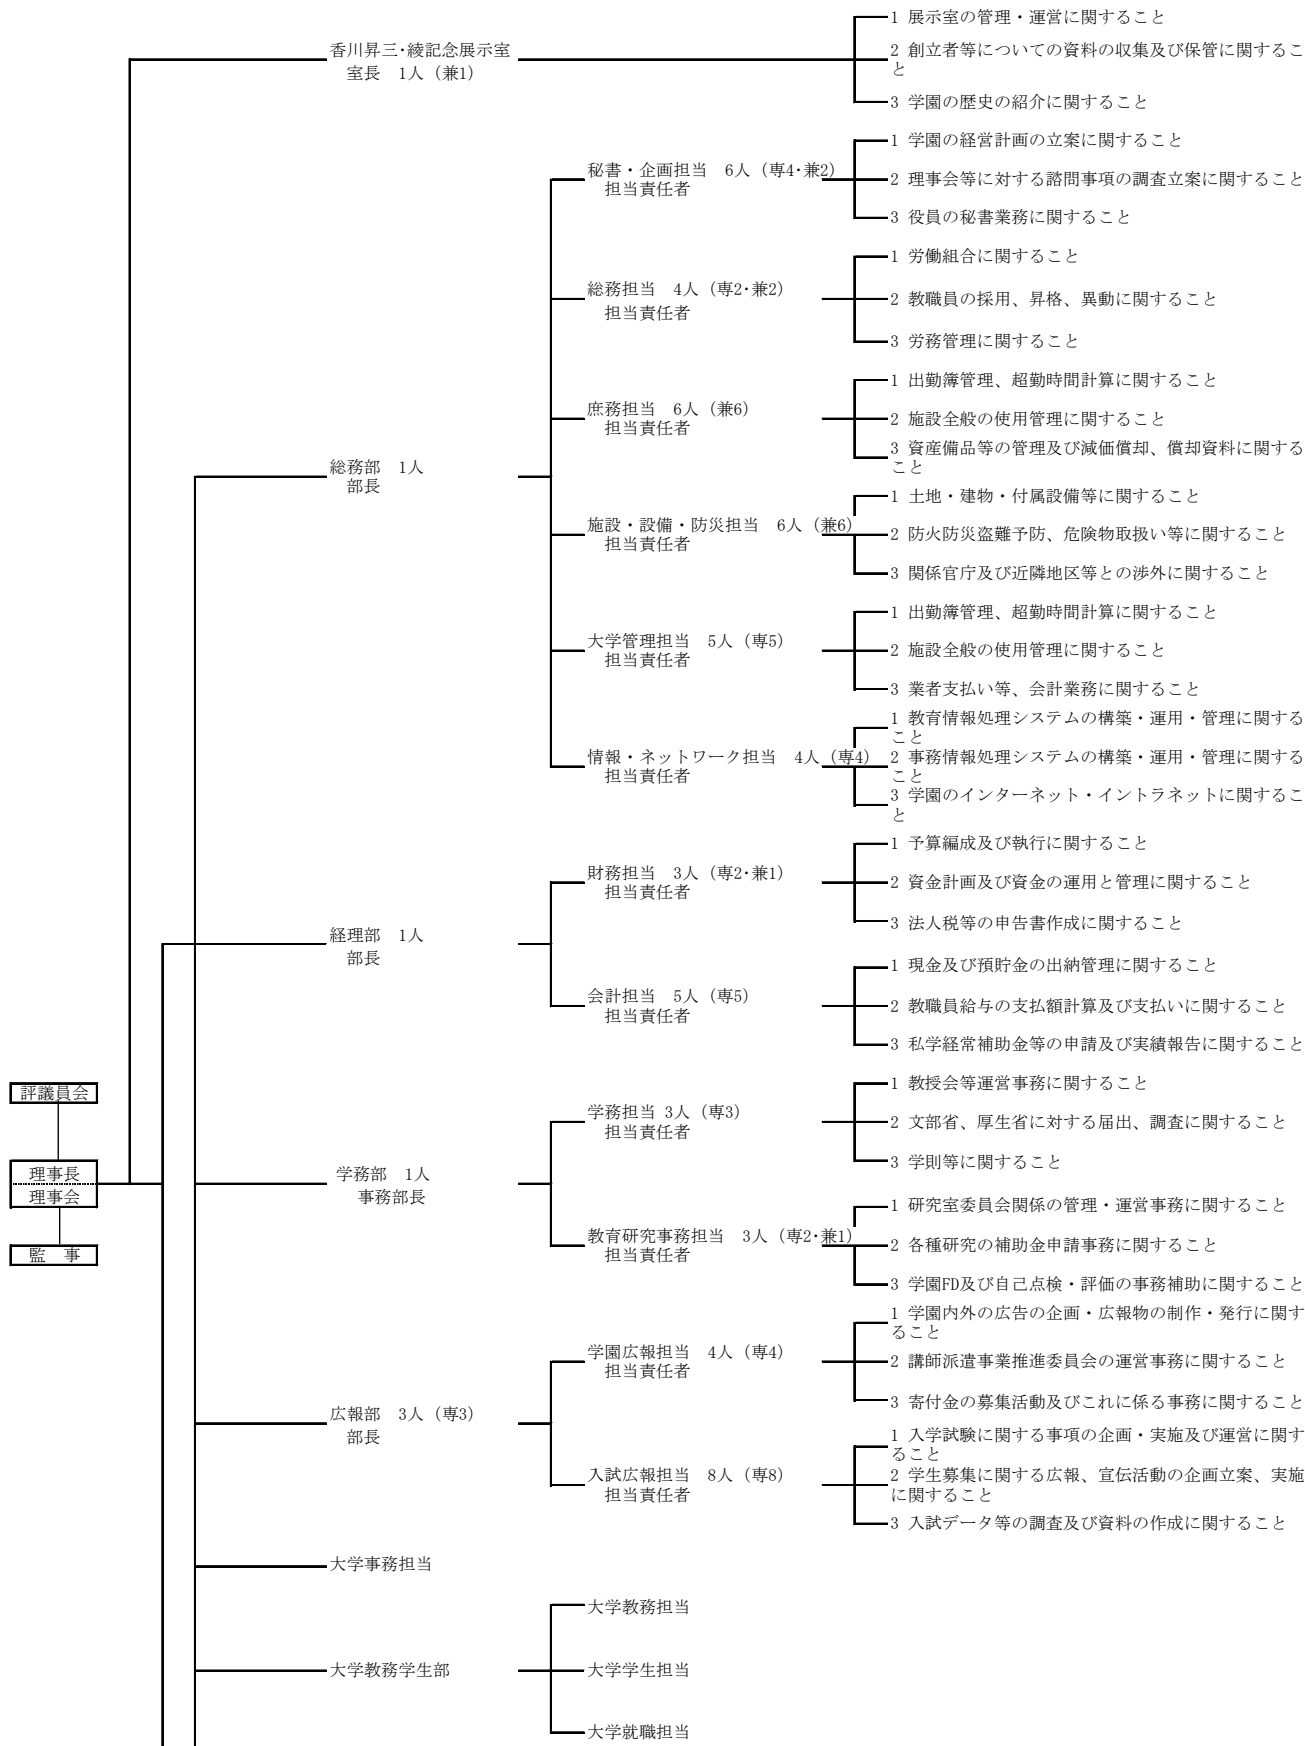 評議員会
理事長
理事会
監　事
香川昇三･綾記念展示室
室長　1人（兼1）
1 展示室の管理・運営に関すること
2 創立者等についての資料の収集及び保管に関するこ
と
3 学園の歴史の紹介に関すること
総務部　1人
部長
秘書・企画担当　6人（専4･兼2）
担当責任者
1 学園の経営計画の立案に関すること
2 理事会等に対する諮問事項の調査立案に関すること
3 役員の秘書業務に関すること
総務担当　4人（専2･兼2）
担当責任者
1 労働組合に関すること
2 教職員の採用、昇格、異動に関すること
3 労務管理に関すること
庶務担当　6人（兼6）
担当責任者
1 出勤簿管理、超勤時間計算に関すること
2 施設全般の使用管理に関すること
3 資産備品等の管理及び減価償却、償却資料に関する
こと
施設・設備・防災担当　6人（兼6）
担当責任者
1 土地・建物・付属設備等に関すること
2 防火防災盗難予防、危険物取扱い等に関すること
3 関係官庁及び近隣地区等との渉外に関すること
大学管理担当　5人（専5）
担当責任者
1 出勤簿管理、超勤時間計算に関すること
2 施設全般の使用管理に関すること
3 業者支払い等、会計業務に関すること
情報・ネットワーク担当　4人（専4）
担当責任者
1 教育情報処理システムの構築・運用・管理に関する
こと
2 事務情報処理システムの構築・運用・管理に関する
こと
3 学園のインターネット・イントラネットに関するこ
と
経理部　1人
部長
財務担当　3人（専2･兼1）
担当責任者
1 予算編成及び執行に関すること
2 資金計画及び資金の運用と管理に関すること
3 法人税等の申告書作成に関すること
会計担当　5人（専5）
担当責任者
1 現金及び預貯金の出納管理に関すること
2 教職員給与の支払額計算及び支払いに関すること
3 私学経常補助金等の申請及び実績報告に関すること
学務部　1人
事務部長
学務担当 3人（専3）
担当責任者
1 教授会等運営事務に関すること
2 文部省、厚生省に対する届出、調査に関すること
3 学則等に関すること
教育研究事務担当　3人（専2･兼1）
担当責任者
1 研究室委員会関係の管理・運営事務に関すること
2 各種研究の補助金申請事務に関すること
3 学園FD及び自己点検・評価の事務補助に関すること
広報部　3人（専3）
部長
学園広報担当　4人（専4）
担当責任者
1 学園内外の広告の企画・広報物の制作・発行に関す
ること
2 講師派遣事業推進委員会の運営事務に関すること
3 寄付金の募集活動及びこれに係る事務に関すること
入試広報担当　8人（専8）
担当責任者
1 入学試験に関する事項の企画・実施及び運営に関す
ること
2 学生募集に関する広報、宣伝活動の企画立案、実施
に関すること
3 入試データ等の調査及び資料の作成に関すること
大学事務担当
大学教務学生部
大学教務担当
大学学生担当
大学就職担当